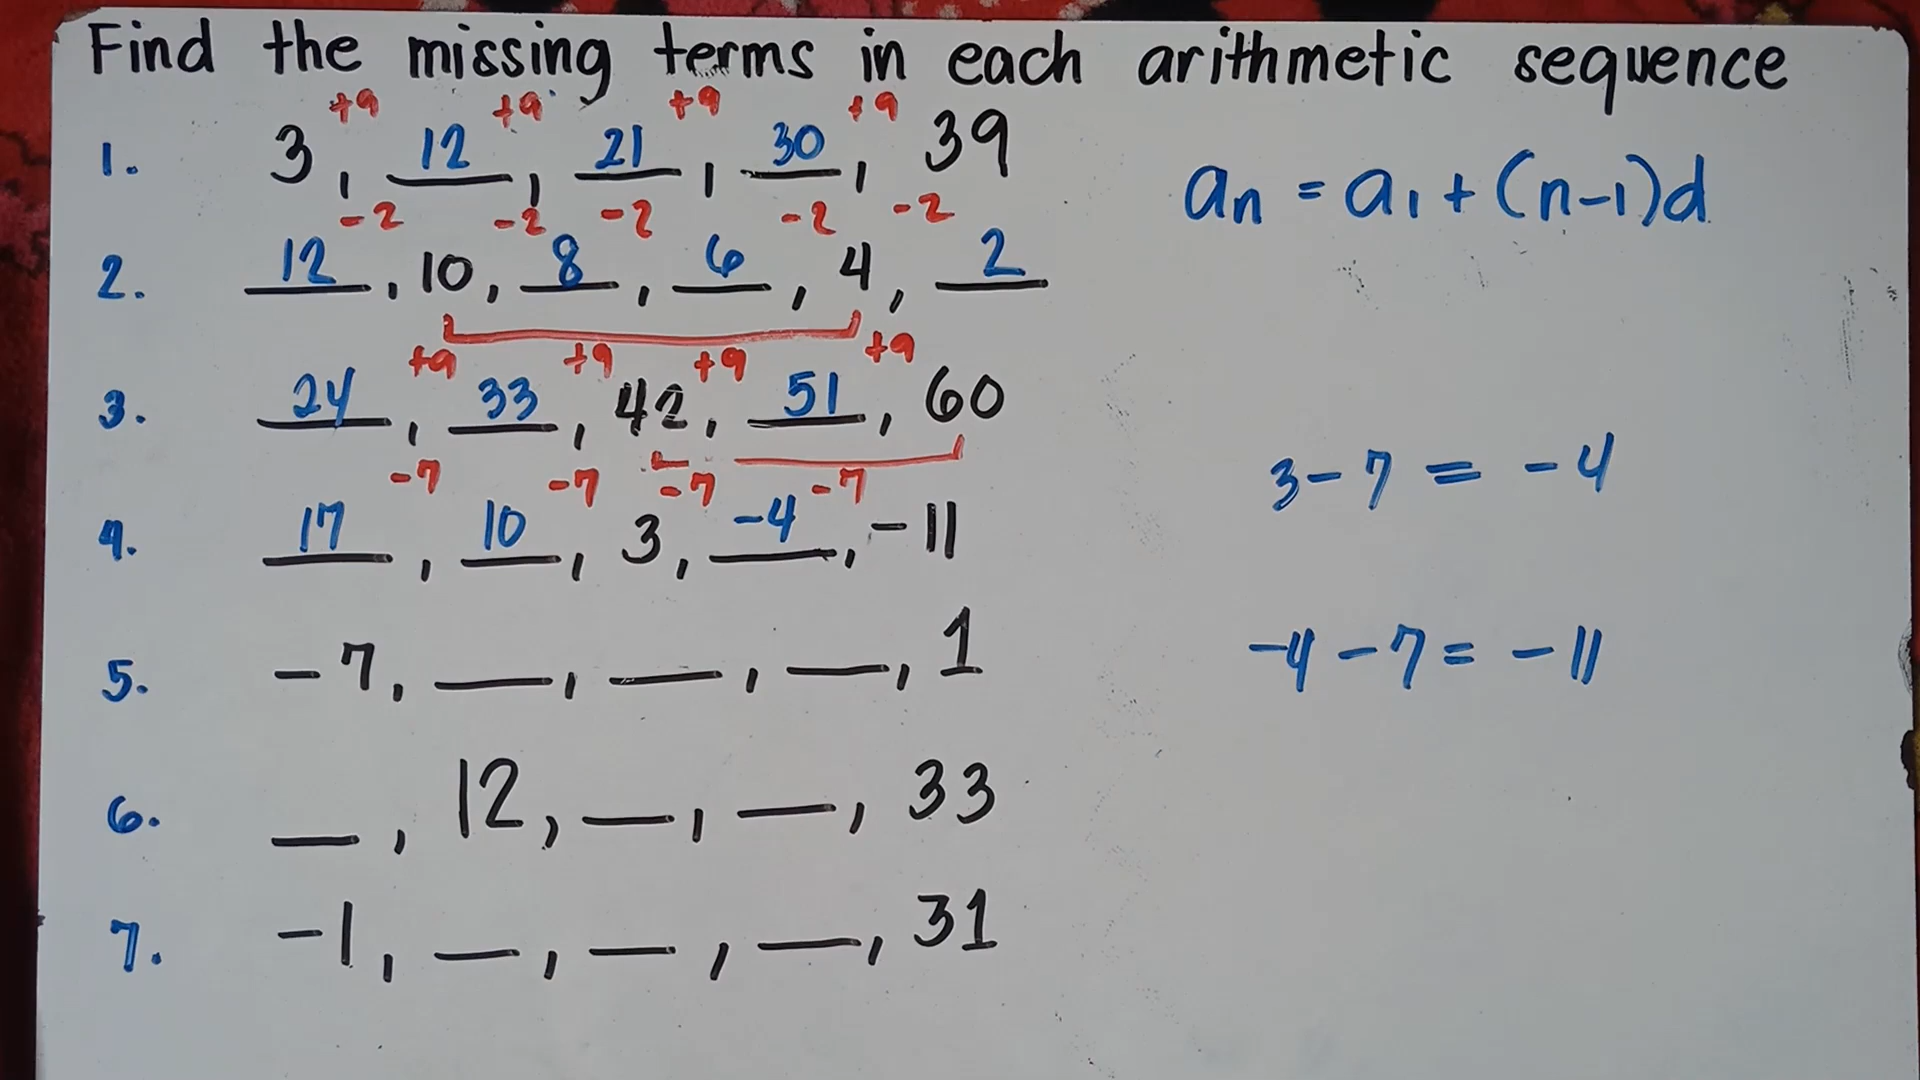 Find the missing terms in each arithmetic sequence
+9 +9 +9 +9
1. 3, 12, 21, 30, 39
an = a1 + (n-1)d
-2 -2 -2 -2 -2
2. 12, 10, 8, 6, 4, 2
+9 +9 +9 +9
3. 24, 33, 42, 51, 60
3-7 = -4
-7 -7 -7 -7
4. 17, 10, 3, -4, -11
5. -7, __, __, __, 1
-4-7= -11
6. __, 12, __, __, 33
7. -1, __, __, __, 31